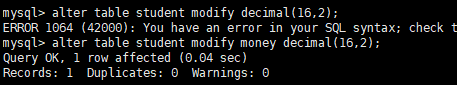 mysql> alter table student modify decimal(16,2);
ERROR 1064 (42000): You have an error in your SQL syntax; check t
mysql> alter table student modify money decimal(16,2);
Query OK, 1 row affected (0.04 sec)
Records: 1  Duplicates: 0  Warnings: 0